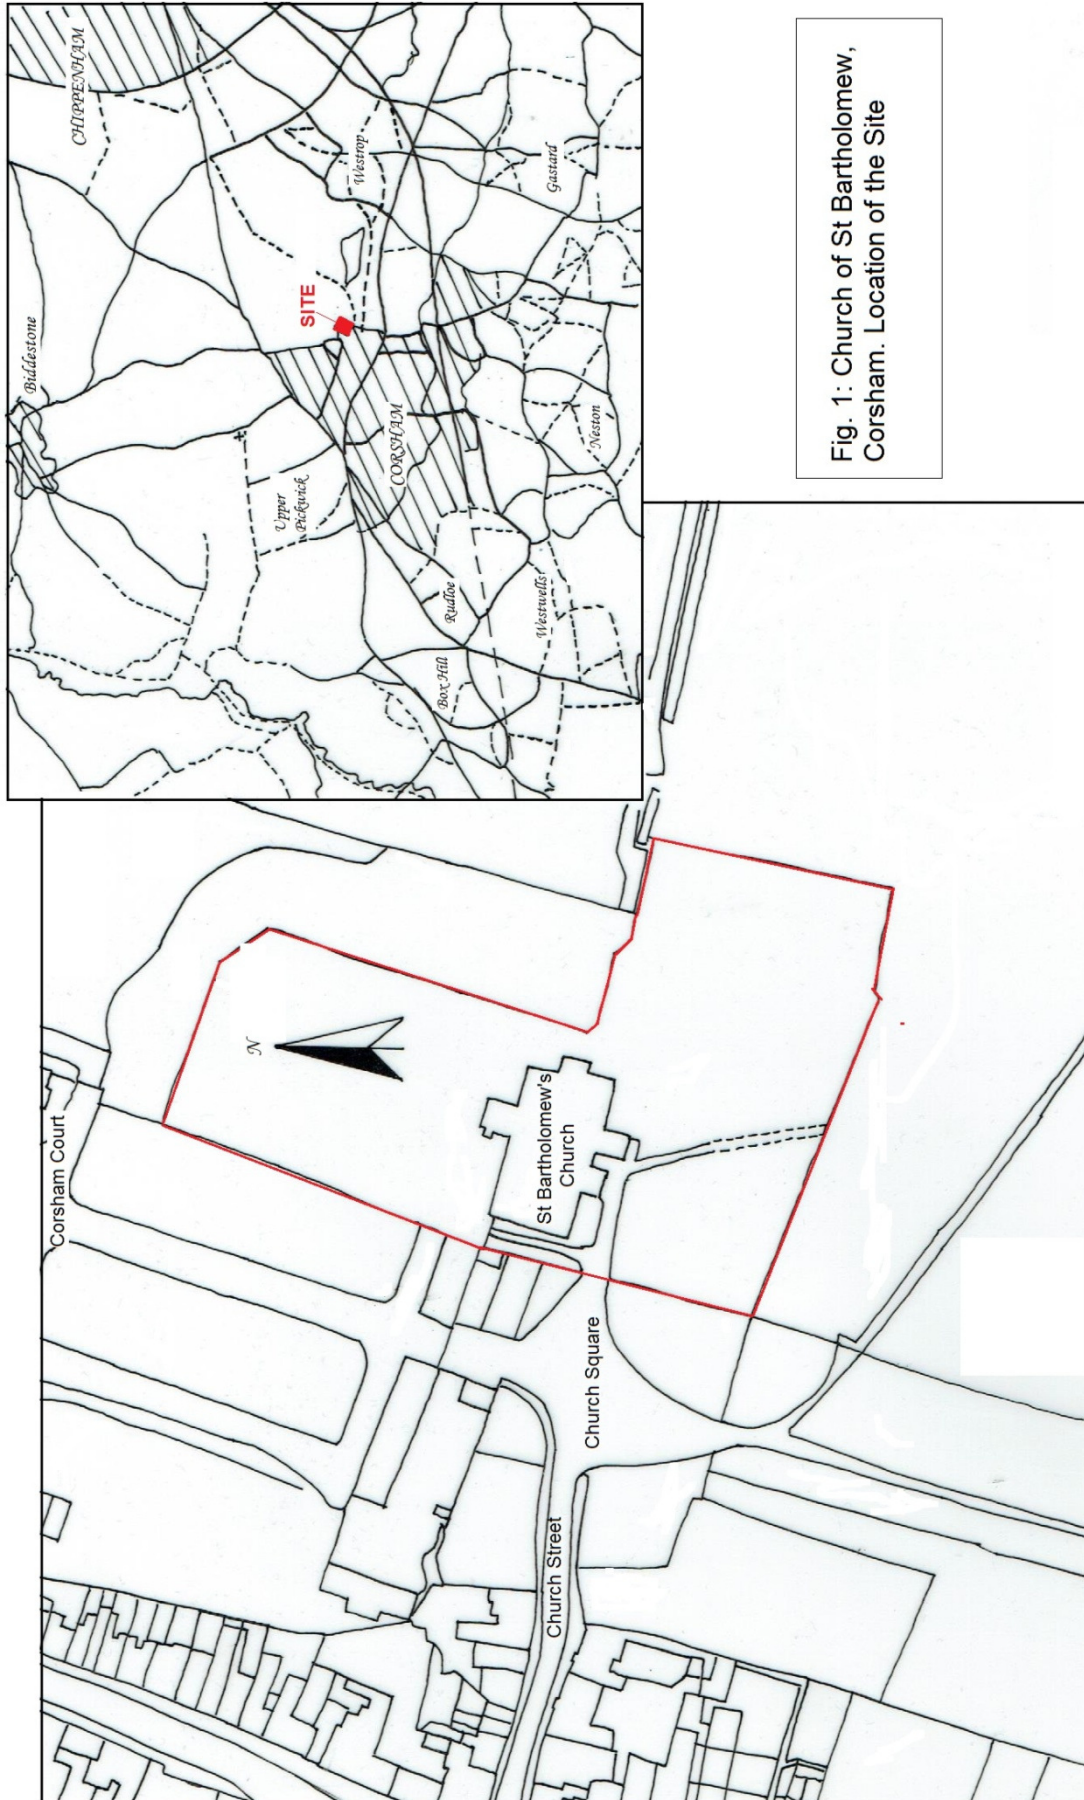 CHIPPENHAM
Biddestone
Westrop
SITE
Gastard
Upper
Pickwick
CORSHAM
Neston
Rudloe
Westwells
Box Hill
Fig. 1: Church of St Bartholomew,
Corsham. Location of the Site
Corsham Court
N
St Bartholomew's
Church
Church Square
Church Street